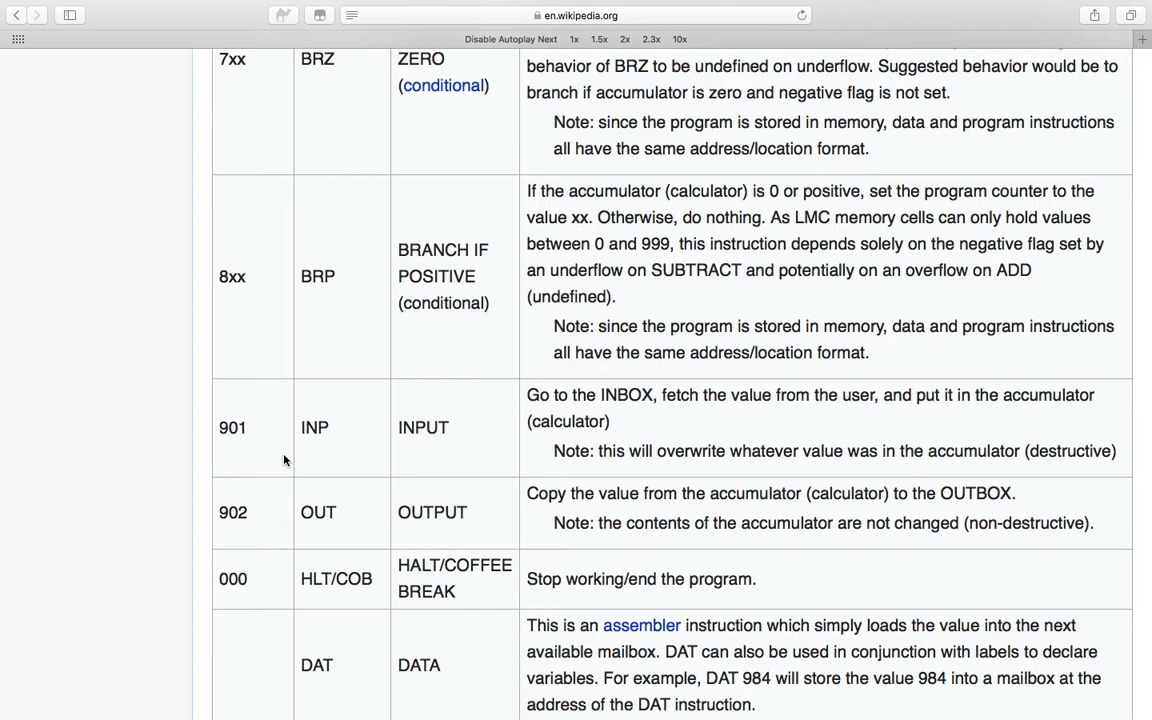 en.wikipedia.org
Disable Autoplay Next 1x 1.5x 2x 2.3x 10x
7xx
BRZ
ZERO
(conditional)
behavior of BRZ to be undefined on underflow. Suggested behavior would be to
branch if accumulator is zero and negative flag is not set.
Note: since the program is stored in memory, data and program instructions
all have the same address/location format.
8xx
BRP
BRANCH IF
POSITIVE
(conditional)
If the accumulator (calculator) is 0 or positive, set the program counter to the
value xx. Otherwise, do nothing. As LMC memory cells can only hold values
between 0 and 999, this instruction depends solely on the negative flag set by
an underflow on SUBTRACT and potentially on an overflow on ADD
(undefined).
Note: since the program is stored in memory, data and program instructions
all have the same address/location format.
901
INP
INPUT
Go to the INBOX, fetch the value from the user, and put it in the accumulator
(calculator)
Note: this will overwrite whatever value was in the accumulator (destructive)
902
OUT
OUTPUT
Copy the value from the accumulator (calculator) to the OUTBOX.
Note: the contents of the accumulator are not changed (non-destructive).
000
HLT/COB
HALT/COFFEE
BREAK
Stop working/end the program.
DAT
DATA
This is an assembler instruction which simply loads the value into the next
available mailbox. DAT can also be used in conjunction with labels to declare
variables. For example, DAT 984 will store the value 984 into a mailbox at the
address of the DAT instruction.